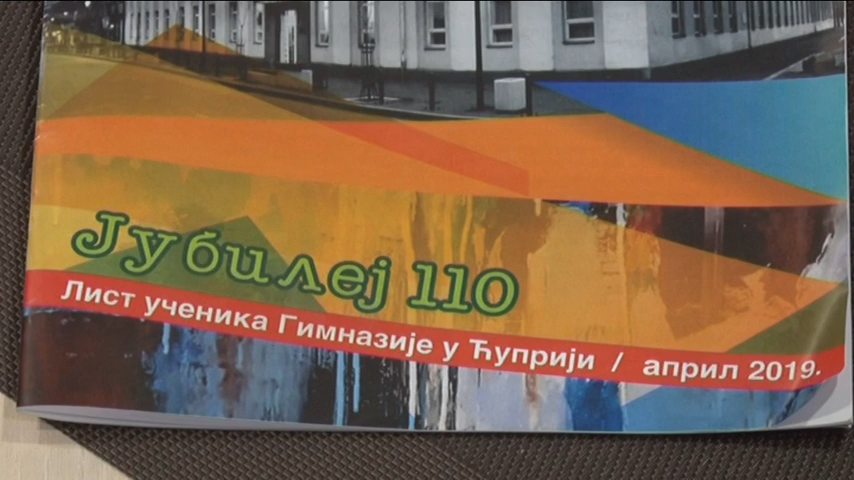 Јубилеј 110
Лист ученика Гимназије у Ћуприји / април 2019.